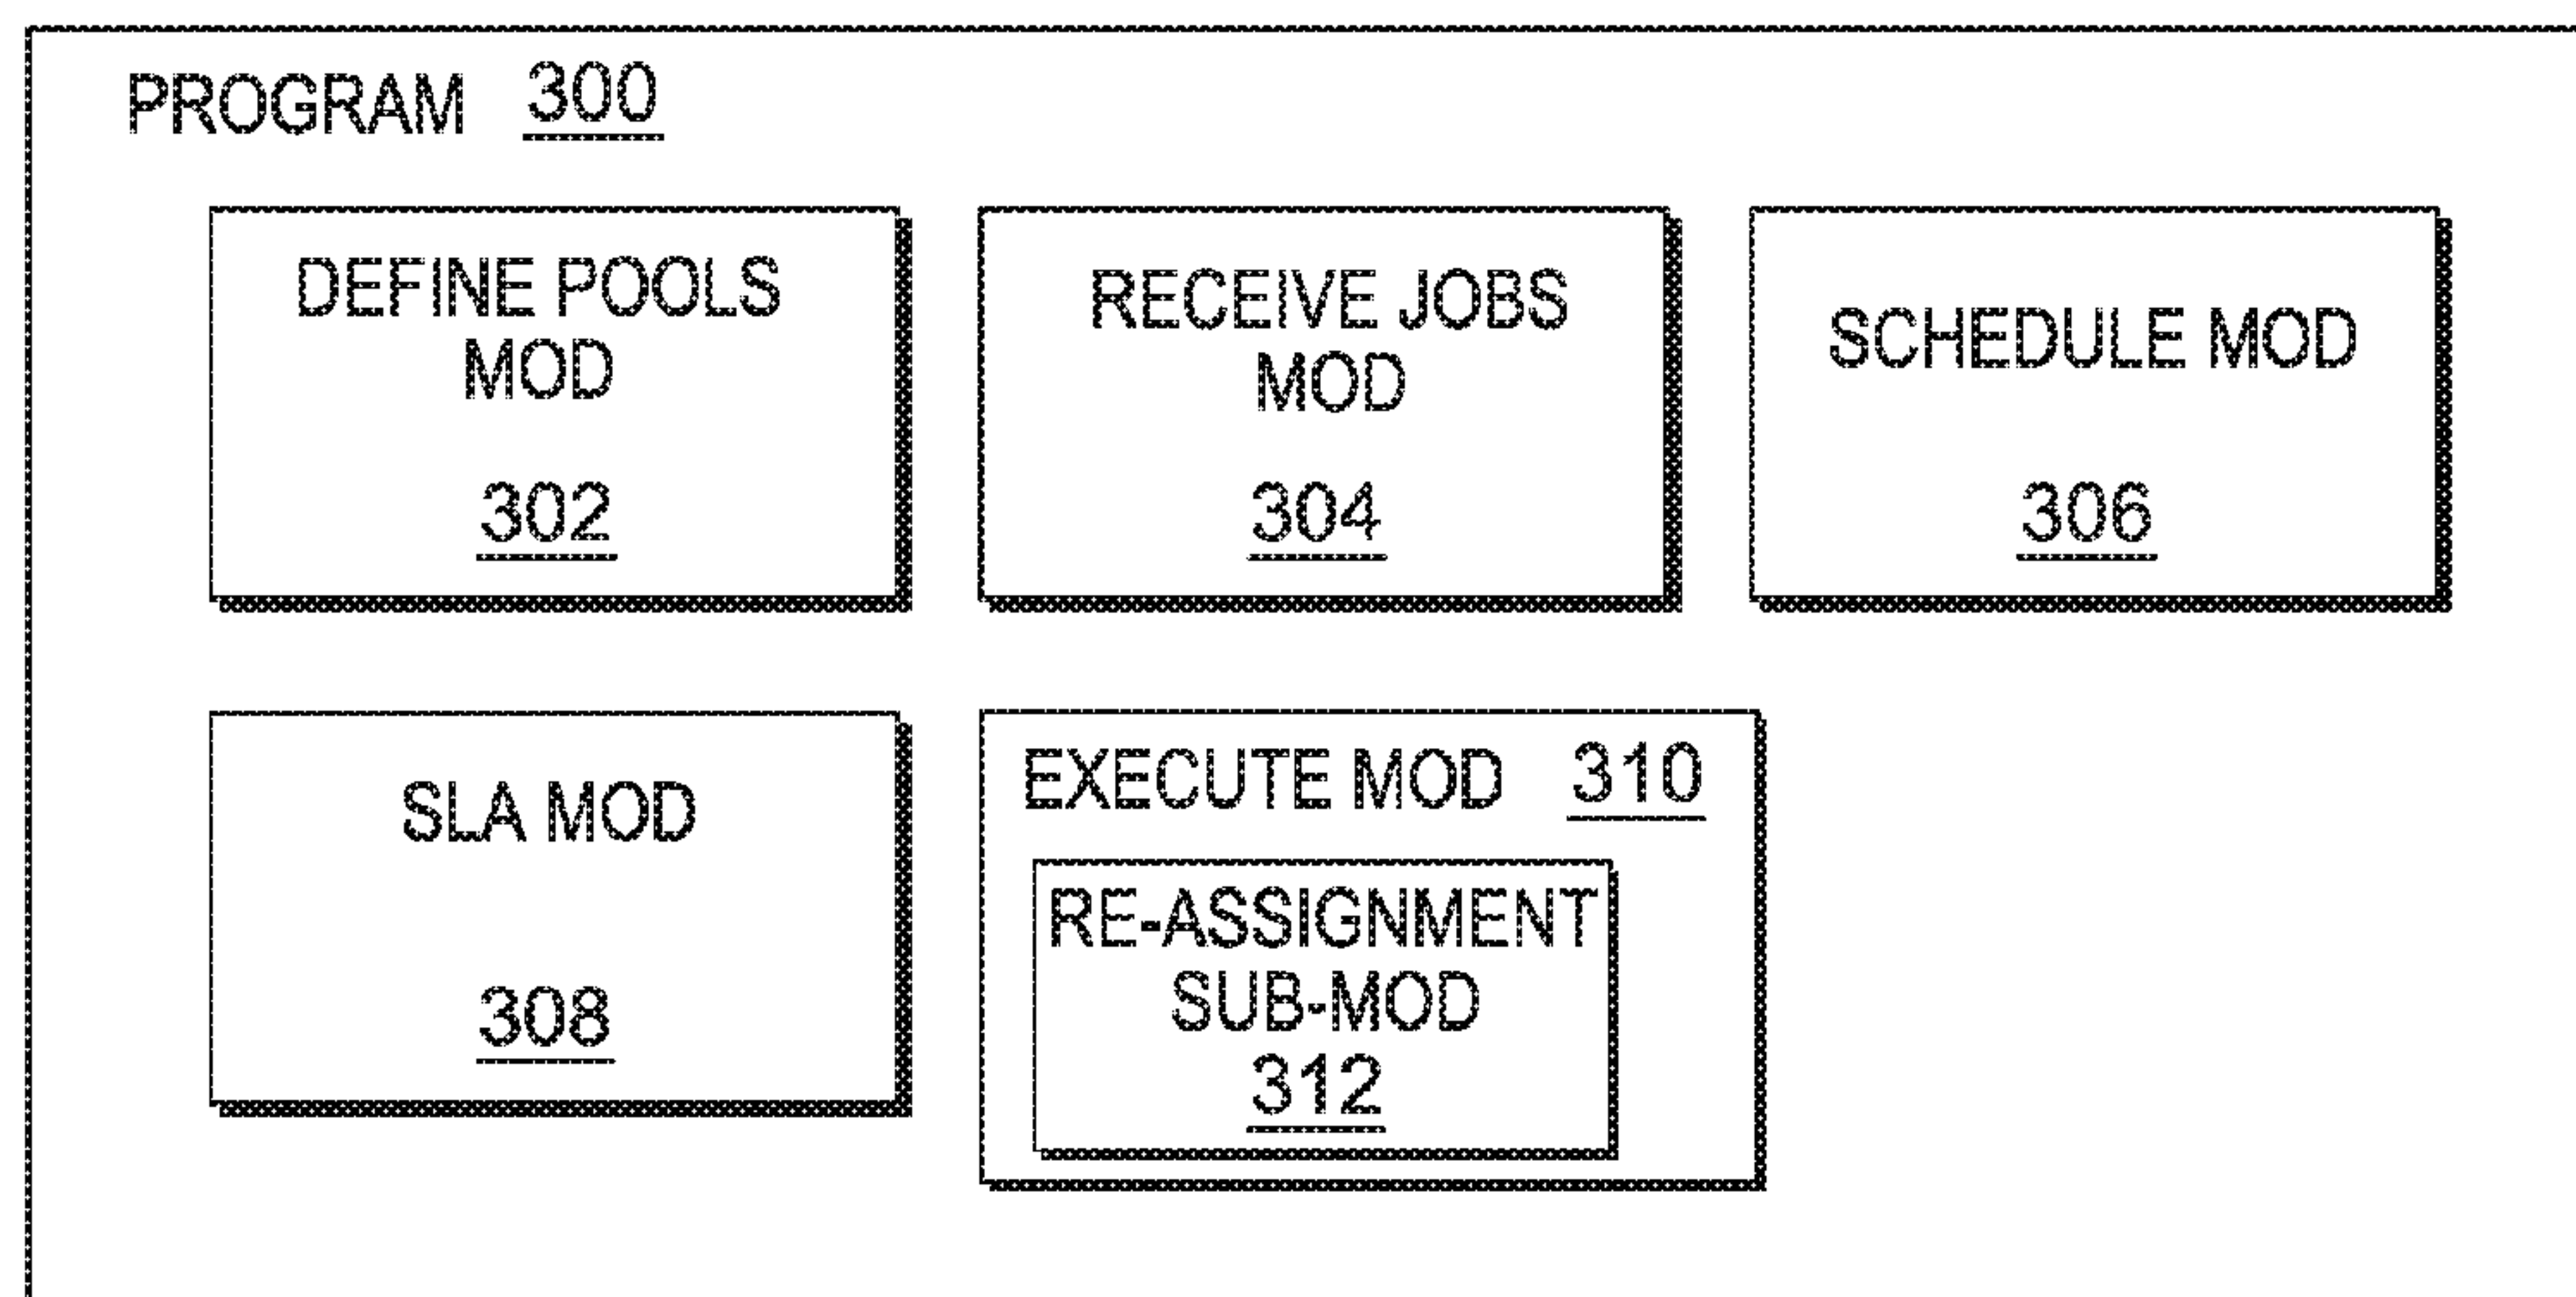 PROGRAM 300
DEFINE POOLS
MOD
302
RECEIVE JOBS
MOD
304
SCHEDULE MOD
306
SLA MOD
308
EXECUTE MOD 310
RE-ASSIGNMENT
SUB-MOD
312